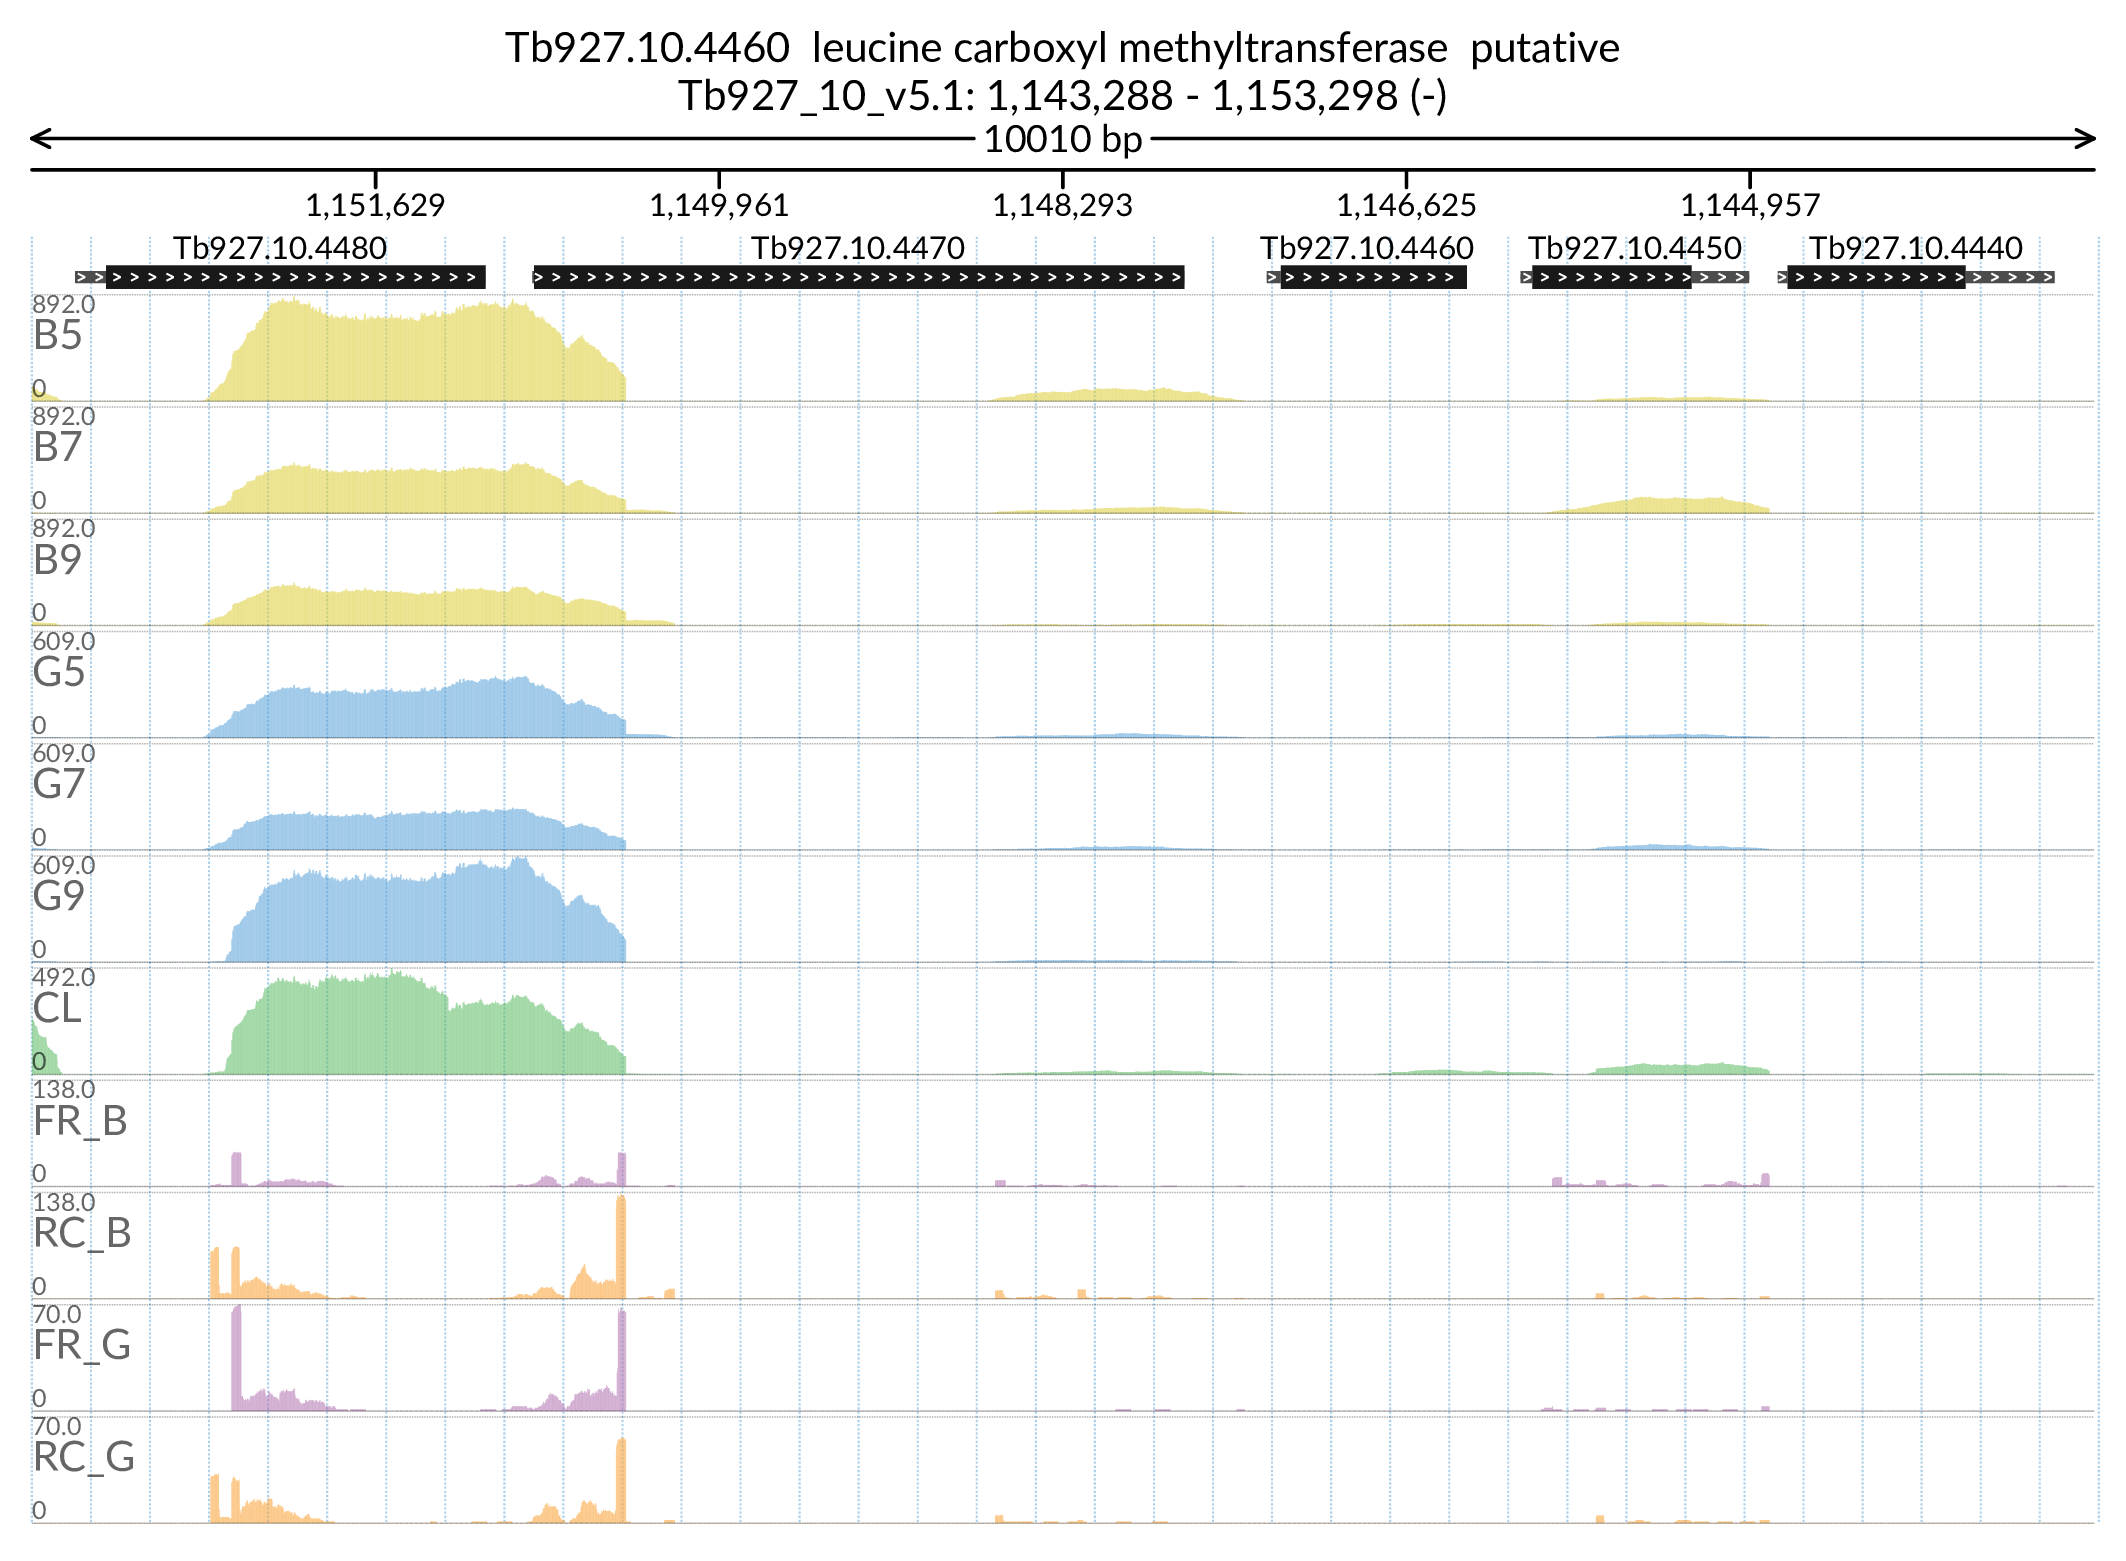 Tb927.10.4460  leucine carboxyl methyltransferase  putative
Tb927_10_v5.1: 1,143,288 - 1,153,298 (-)
10010 bp
1,151,629 1,149,961 1,148,293 1,146,625 1,144,957
Tb927.10.4480 Tb927.10.4470 Tb927.10.4460 Tb927.10.4450 Tb927.10.4440
892.0
B5
0
892.0
B7
0
892.0
B9
0
609.0
G5
0
609.0
G7
0
609.0
G9
0
492.0
CL
0
138.0
FR_B
0
138.0
RC_B
0
70.0
FR_G
0
70.0
RC_G
0